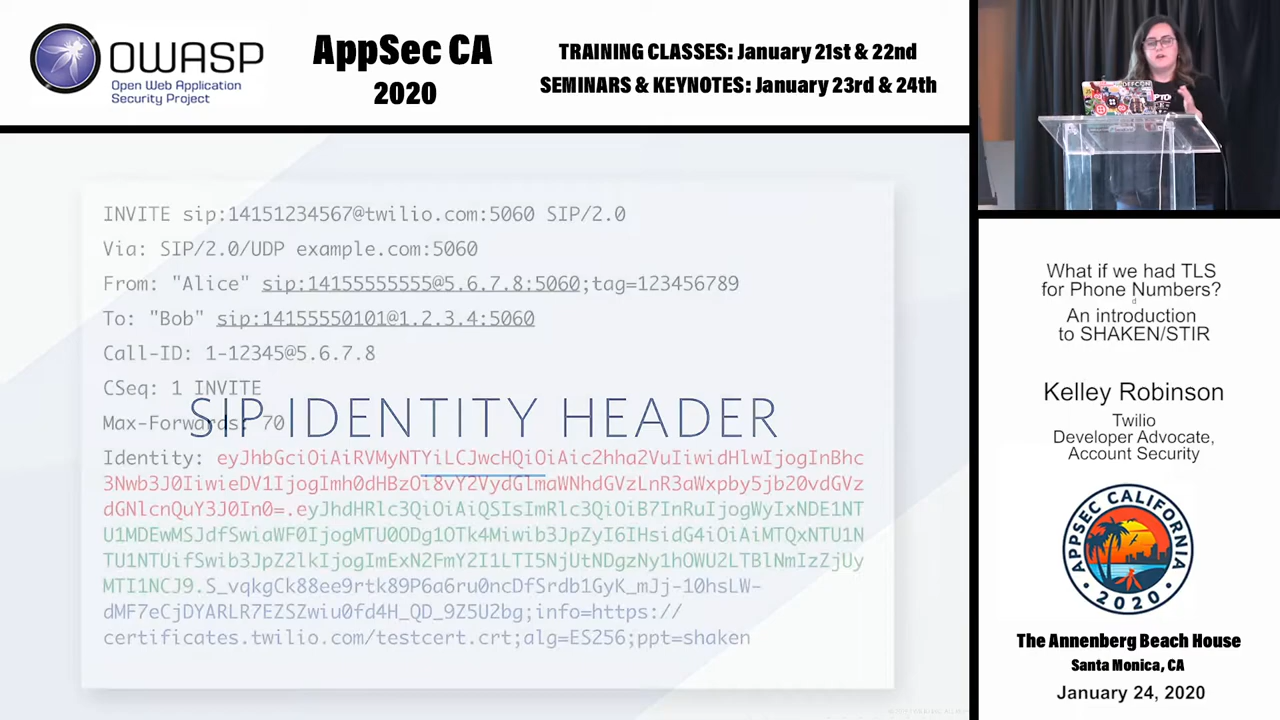 OWASP
Open Web Application
Security Project
AppSec CA
2020
TRAINING CLASSES: January 21st & 22nd
SEMINARS & KEYNOTES: January 23rd & 24th
INVITE sip:14151234567@twilio.com:5060 SIP/2.0
Via: SIP/2.0/UDP example.com:5060
From: "Alice" sip:14155555555@5.6.7.8:5060;tag=123456789
To: "Bob" sip:14155550101@1.2.3.4:5060
Call-ID: 1-12345@5.6.7.8
CSeq: 1 INVITE
Max-Forwards: 70
SIP IDENTITY HEADER
Identity: eyJhbGciOiAiRVMyNTYiLCJwcHQiOiAic2hha2VuIiwidHlwIjogInBhc
3Nwb3J0IiwieDV1IjogImh0dHBzOi8vY2VydGlmaWNhdGVzLnR3aWxpby5jb20vdGVz
dGNlcnQuY3J0In0=.eyJhdHRlc3QiOiAiQSIsImRlc3QiOiB7InRuIjogWyIxNDE1NT
U1MDEwMSJdfSwiaWF0IjogMTU0ODg1OTk4Miwib3JpZyI6IHsidG4iOiAiMTQxNTU1N
TU1NTUifSwib3JpZ2lkIjogImExNzFmY2I1LTI5NjUtNDgzNy1hOWU2LTBlNmIzZjUy
MTI1NCJ9.S_vqkgCk88ee9rtk89P6a6ru0ncDfSrdb1GyK_mJj-10hsLW-
dMF7eCjDYARLR7EZSZwiu0fd4H_QD_9Z5U2bg;info=https://
certificates.twilio.com/testcert.crt;alg=ES256;ppt=shaken
What if we had TLS
for Phone Numbers?
d
An introduction
to SHAKEN/STIR
Kelley Robinson
Twilio
Developer Advocate,
Account Security
APPSEC CALIFORNIA
2020
The Annenberg Beach House
Santa Monica, CA
January 24, 2020